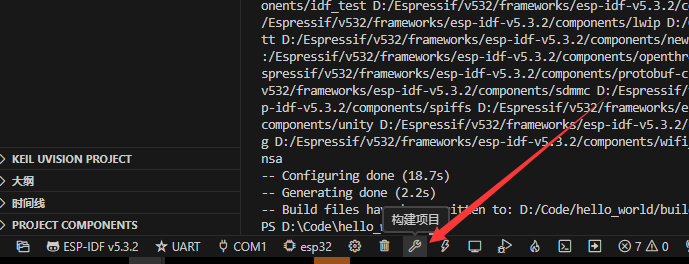 onents/idf_test D:/Espressif/v532/frameworks/esp-idf-v5.3.2/
/Espressif/v532/frameworks/esp-idf-v5.3.2/components/lwip D:/
tt D:/Espressif/v532/frameworks/esp-idf-v5.3.2/components/new
:/Espressif/v532/frameworks/esp-idf-v5.3.2/components/openthr
spressif/v532/frameworks/esp-idf-v5.3.2/components/protobuf-c
v532/frameworks/esp-idf-v5.3.2/components/sdmmc D:/Espressif/
p-idf-v5.3.2/components/spiffs D:/Espressif/v532/frameworks/e
components/unity D:/Espressif/v532/frameworks/esp-idf-v5.3.2/
g D:/Espressif/v532/frameworks/esp-idf-v5.3.2/components/wifi_
nsa
-- Configuring done (18.7s)
-- Generating done (2.2s)
-- Build files written to: D:/Code/hello_world/build
PS D:\Code\hello_
KEIL UVISION PROJECT
大纲
时间线
PROJECT COMPONENTS
构建项目
ESP-IDF v5.3.2 UART COM1 esp32 7 0